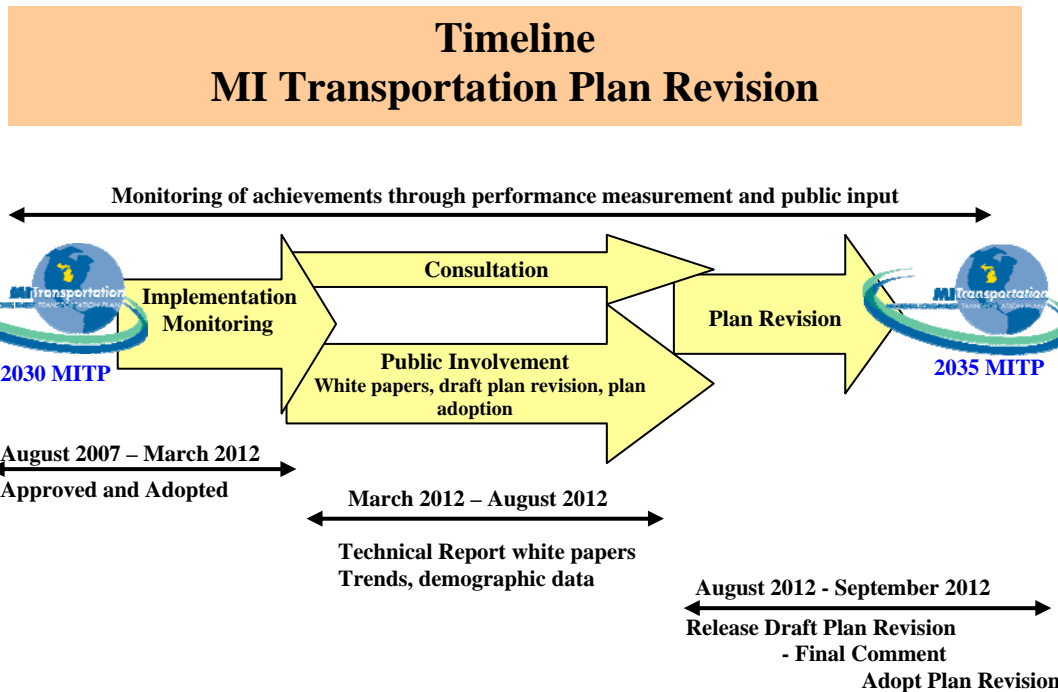 Timeline
MI Transportation Plan Revision
Monitoring of achievements through performance measurement and public input
MITransportation
Implementation
Monitoring
Consultation
Public Involvement
White papers, draft plan revision, plan
adoption
Plan Revision
MITransportation
2030 MITP
2035 MITP
August 2007 – March 2012
Approved and Adopted
March 2012 – August 2012
Technical Report white papers
Trends, demographic data
August 2012 - September 2012
Release Draft Plan Revision
- Final Comment
Adopt Plan Revision